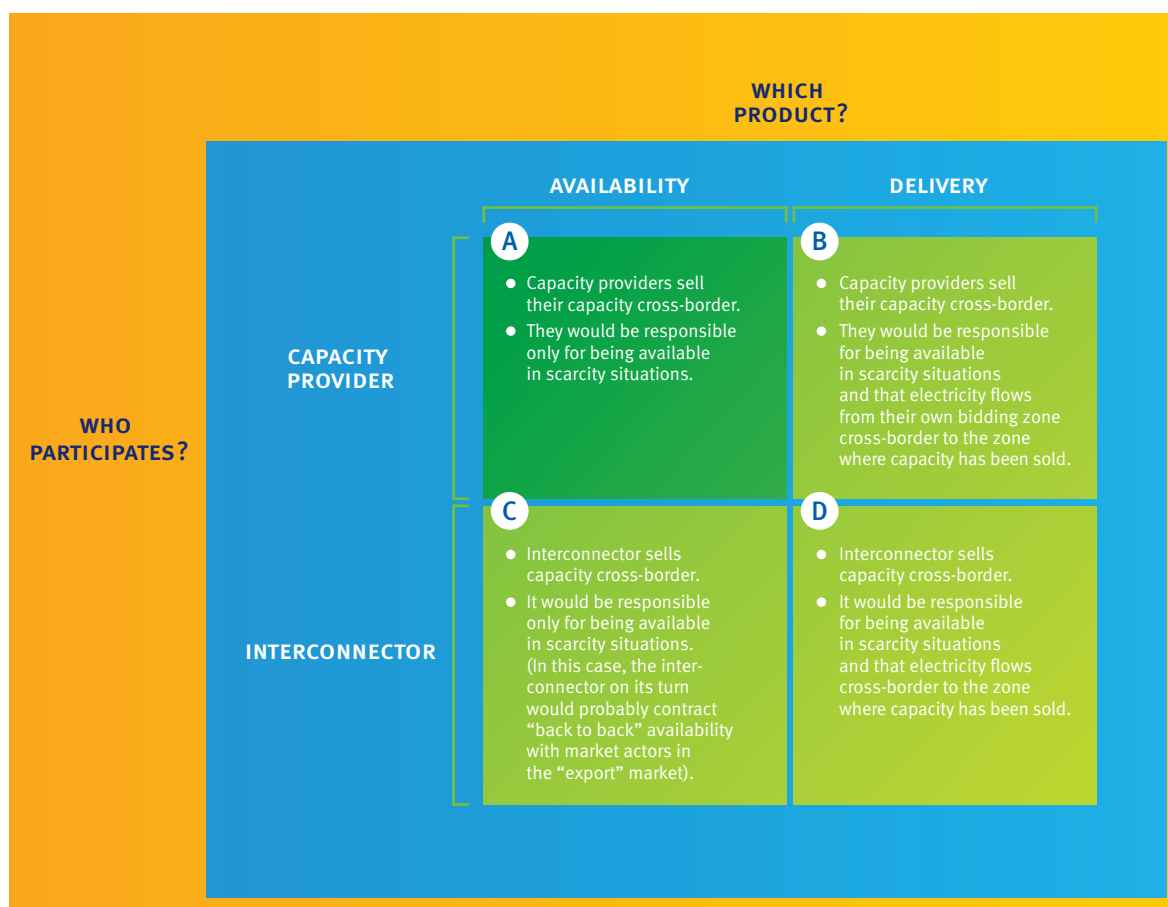 WHICH
PRODUCT?
AVAILABILITY
DELIVERY
WHO
PARTICIPATES?
CAPACITY
PROVIDER
A
• Capacity providers sell
their capacity cross-border.
• They would be responsible
only for being available
in scarcity situations.
B
• Capacity providers sell
their capacity cross-border.
• They would be responsible
for being available
in scarcity situations
and that electricity flows
from their own bidding zone
cross-border to the zone
where capacity has been sold.
INTERCONNECTOR
C
• Interconnector sells
capacity cross-border.
• It would be responsible
only for being available
in scarcity situations.
(In this case, the inter-
connector on its turn
would probably contract
“back to back” availability
with market actors in
the “export” market).
D
• Interconnector sells
capacity cross-border.
• It would be responsible
for being available
in scarcity situations
and that electricity flows
cross-border to the zone
where capacity has been sold.